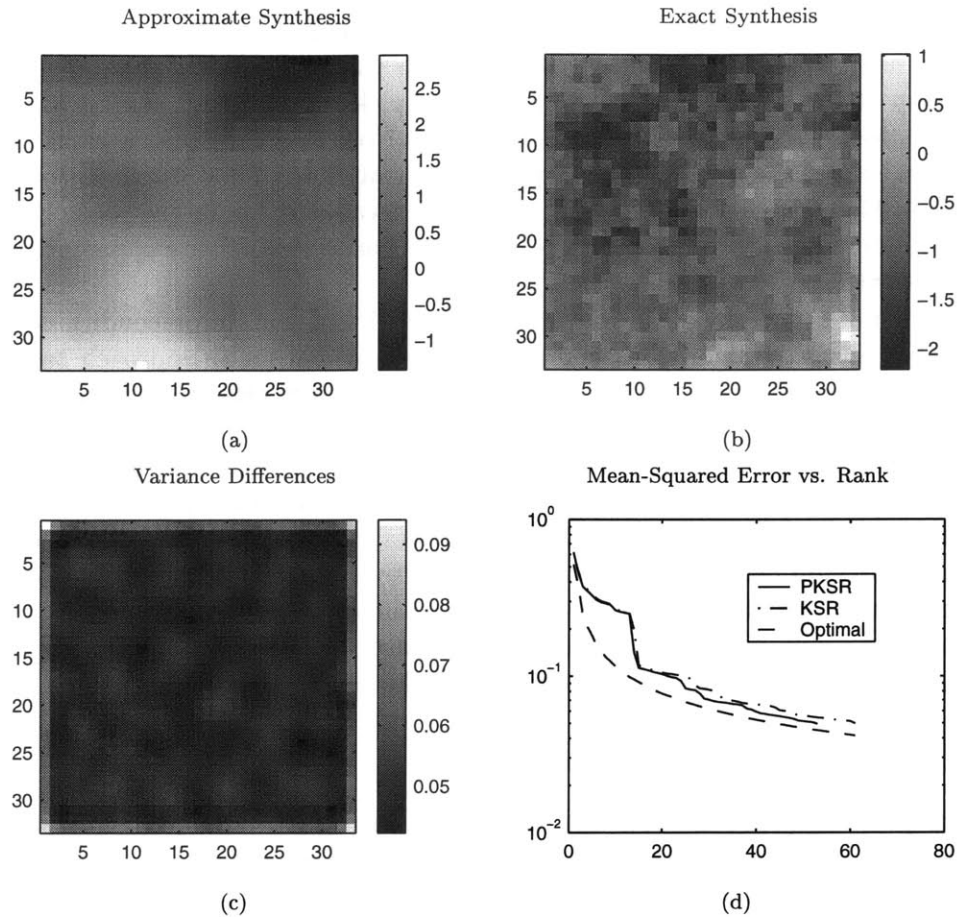 Approximate Synthesis
5
10
15
20
25
30
5 10 15 20 25 30
2.5
2
1.5
1
0.5
0
−0.5
−1
(a)
Exact Synthesis
5
10
15
20
25
30
5 10 15 20 25 30
1
0.5
0
−0.5
−1
−1.5
−2
(b)
Variance Differences
5
10
15
20
25
30
5 10 15 20 25 30
0.09
0.08
0.07
0.06
0.05
(c)
Mean-Squared Error vs. Rank
10^0
10^-1
10^-2
0 20 40 60 80
PKSR
KSR
Optimal
(d)